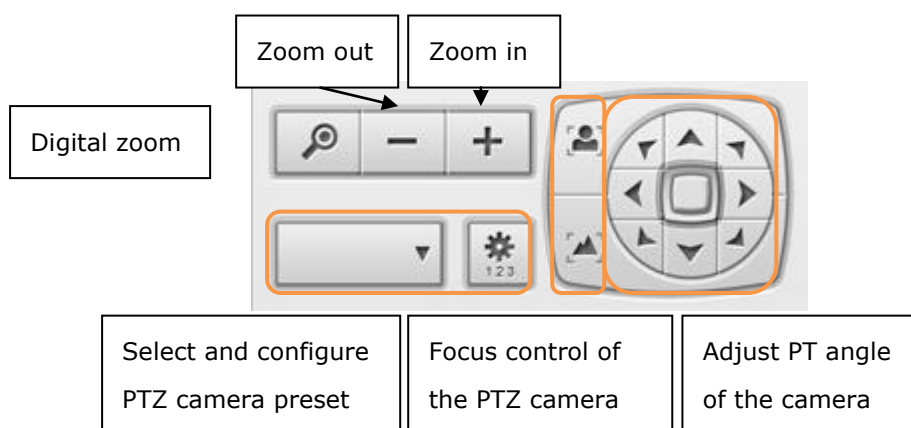 Zoom out
Zoom in
Digital zoom
123
Select and configure
PTZ camera preset
Focus control of
the PTZ camera
Adjust PT angle
of the camera